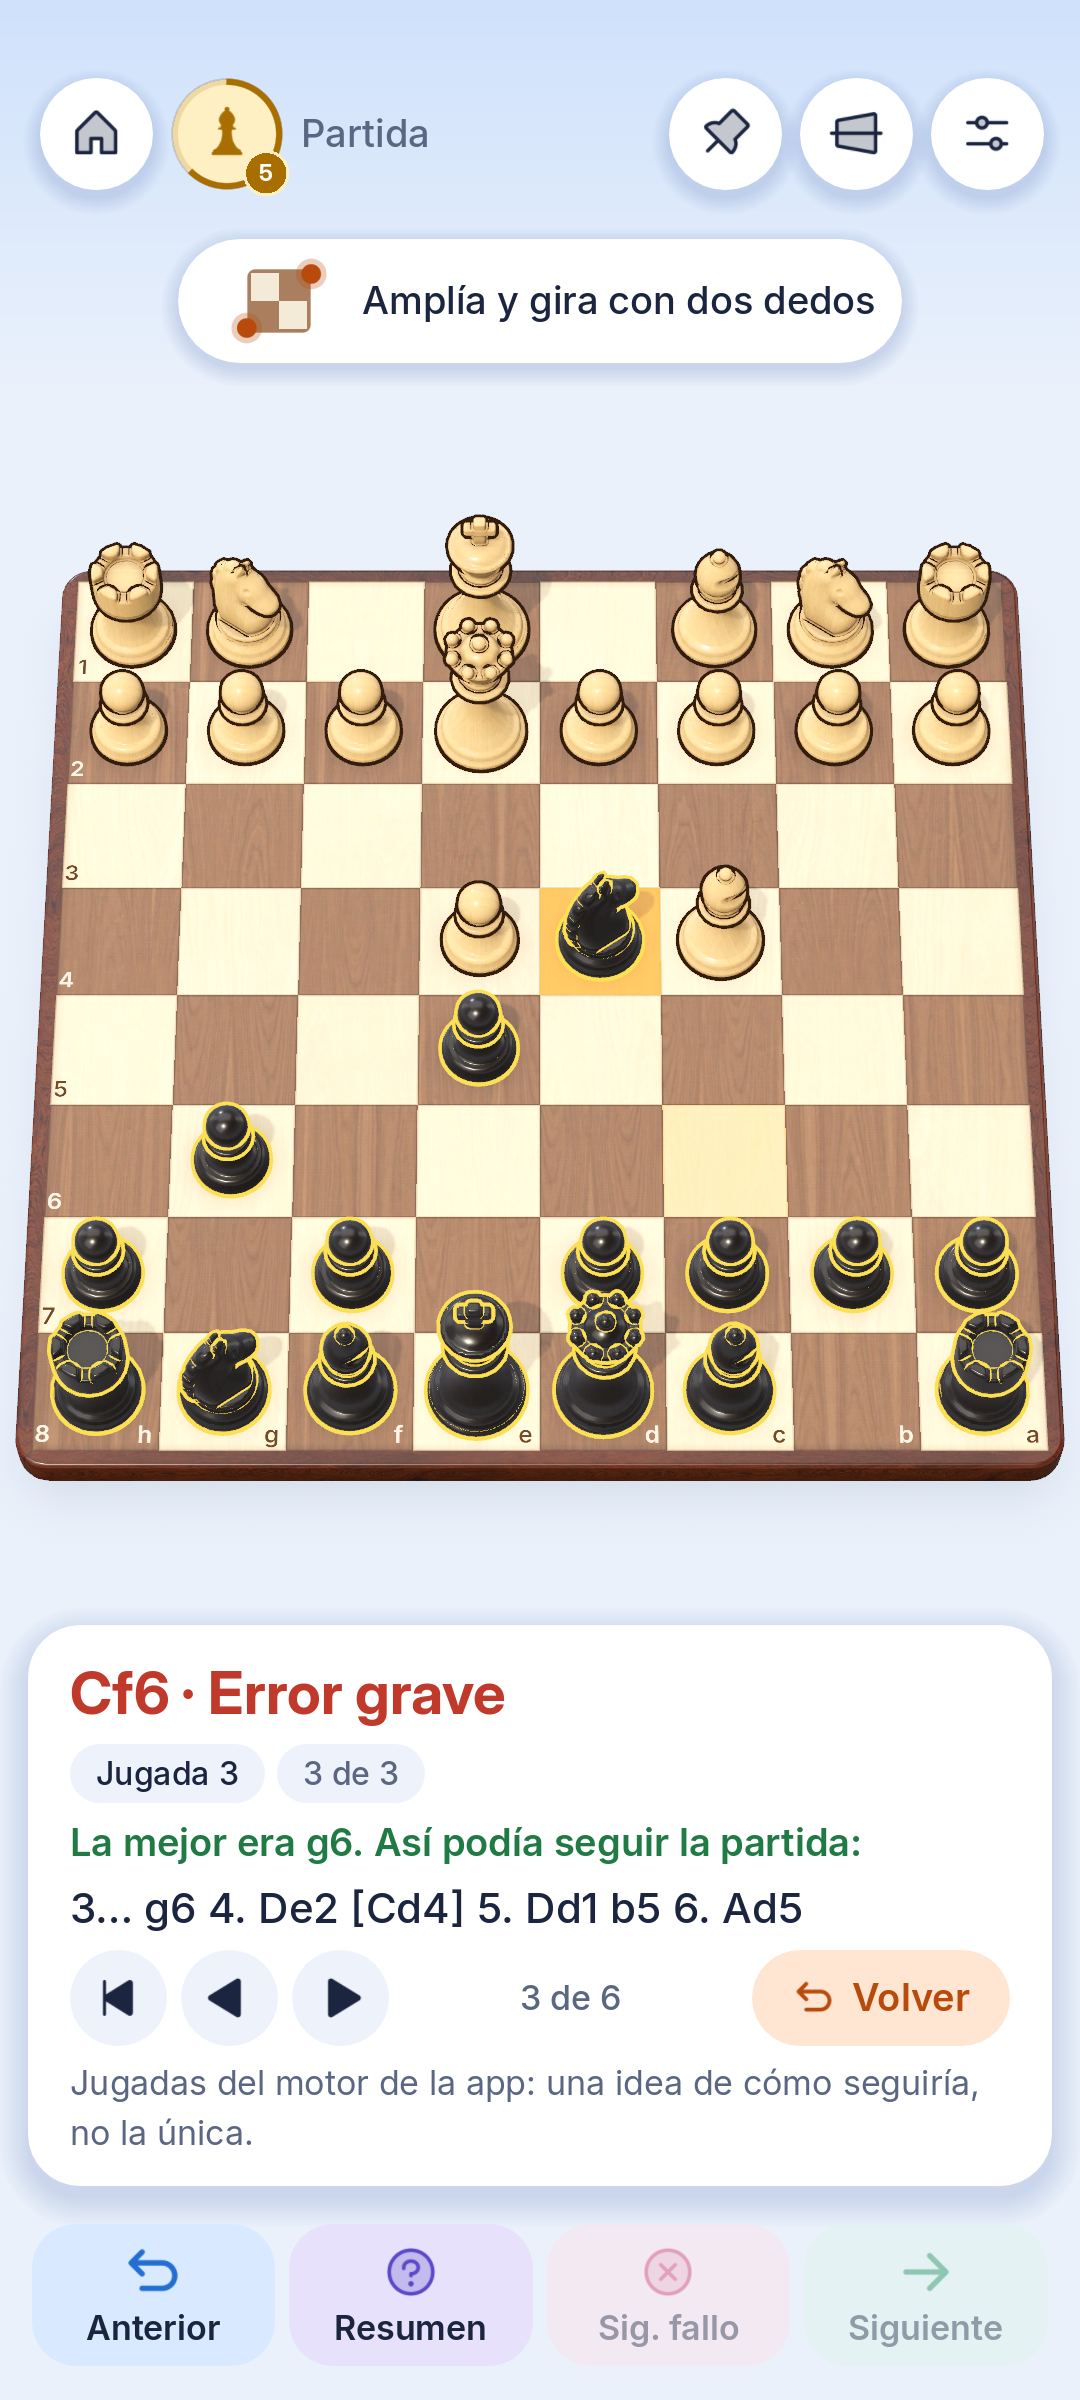 5
Partida
Amplía y gira con dos dedos
1
2
3
4
5
6
7
8 h g f e d c b a
Cf6 · Error grave
Jugada 3
3 de 3
La mejor era g6. Así podía seguir la partida:
3... g6 4. De2 [Cd4] 5. Dd1 b5 6. Ad5
3 de 6
Volver
Jugadas del motor de la app: una idea de cómo seguiría,
no la única.
Anterior
Resumen
Sig. fallo
Siguiente